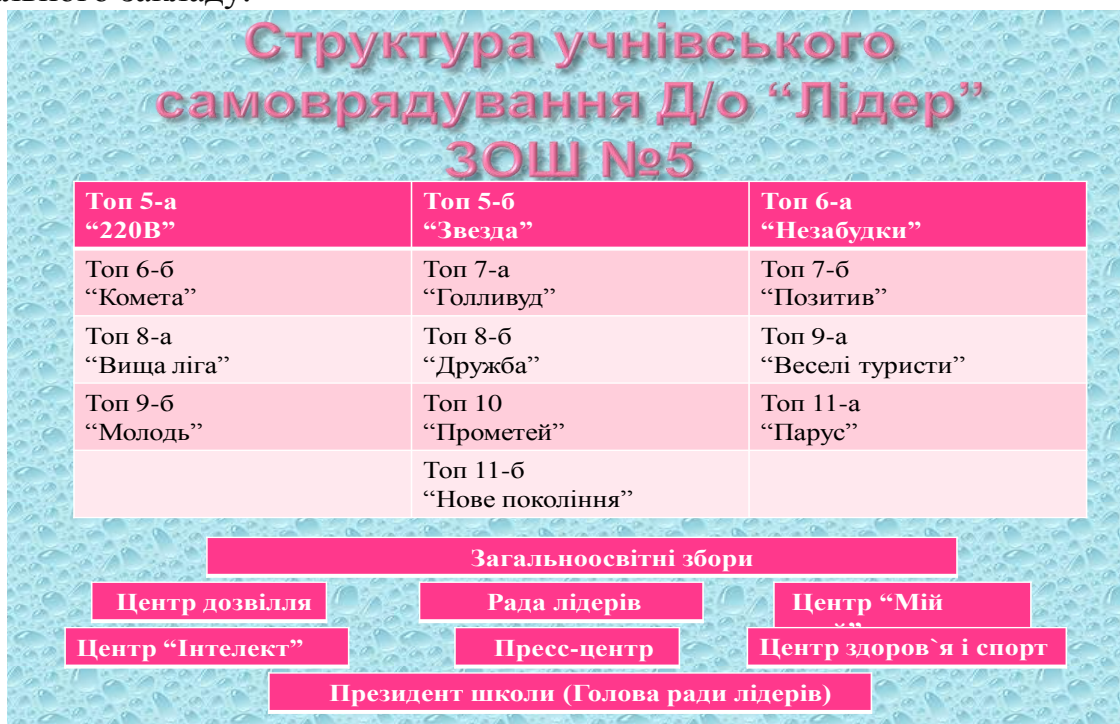 закладу.
Структура учнівського
самоврядування Д/о “Лідер”
ЗОШ №5
Топ 5-а
“220В”
Топ 5-б
“Звезда”
Топ 6-а
“Незабудки”
Топ 6-б
“Комета”
Топ 7-а
“Голливуд”
Топ 7-б
“Позитив”
Топ 8-а
“Вища ліга”
Топ 8-б
“Дружба”
Топ 9-а
“Веселі туристи”
Топ 9-б
“Молодь”
Топ 10
“Прометей”
Топ 11-а
“Парус”
Топ 11-б
“Нове покоління”
Загальноосвітні збори
Центр дозвілля
Рада лідерів
Центр “Мій
Центр “Інтелект”
Пресс-центр
Центр здоров`я і спорт
Президент школи (Голова ради лідерів)